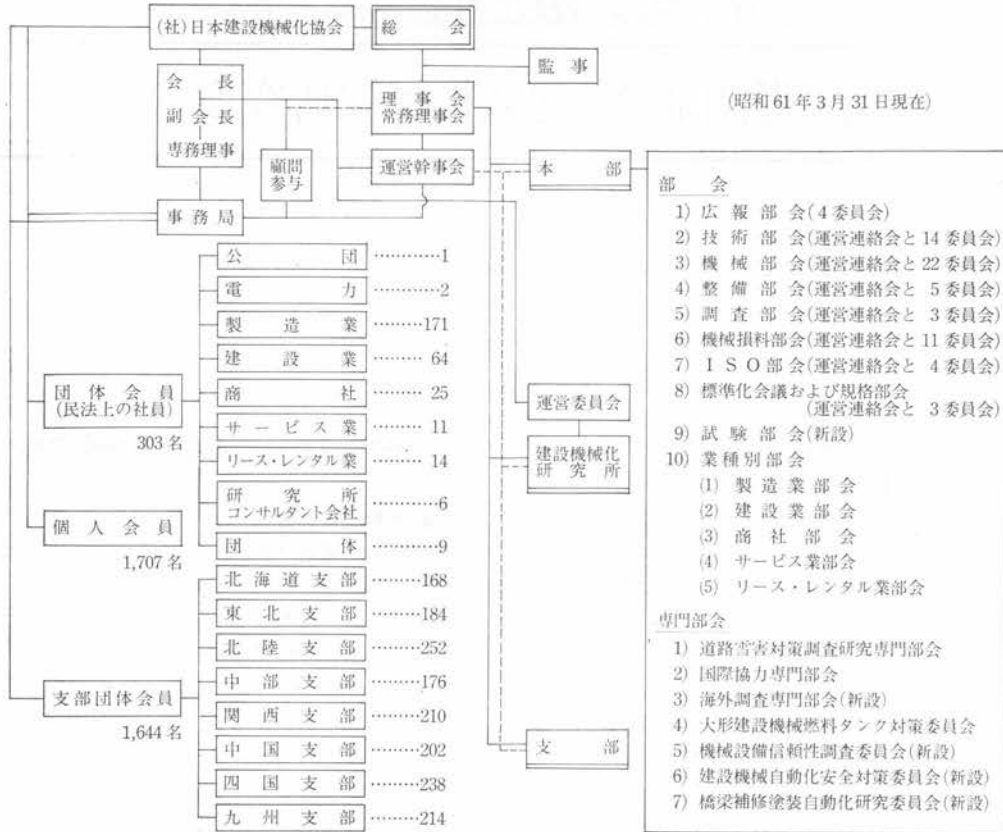 (社)日本建設機械化協会
総会
監事
会長
副会長
専務理事
理事会
常務理事会
(昭和61年3月31日現在)
顧問
参与
運営幹事会
事務局
本部
公団…………1
電力…………2
製造業………171
建設業……… 64
商社……… 25
サービス業……… 11
リース・レンタル業……… 14
研究所
コンサルタント会社…………6
団体…………9
団体会員
(民法上の社員)
303名
個人会員
1,707名
北海道支部………168
東北支部………184
北陸支部………252
中部支部………176
関西支部………210
中国支部………202
四国支部………238
九州支部………214
支部団体会員
1,644名
運営委員会
建設機械化
研究所
支部
部会
1) 広報部会(4委員会)
2) 技術部会(運営連絡会と14委員会)
3) 機械部会(運営連絡会と22委員会)
4) 整備部会(運営連絡会と 5委員会)
5) 調査部会(運営連絡会と 3委員会)
6) 機械損料部会(運営連絡会と11委員会)
7) ISO部会(運営連絡会と 4委員会)
8) 標準化会議および規格部会
(運営連絡会と 3委員会)
9) 試験部会(新設)
10) 業種別部会
(1) 製造業部会
(2) 建設業部会
(3) 商社部会
(4) サービス業部会
(5) リース・レンタル業部会
専門部会
1) 道路雪害対策調査研究専門部会
2) 国際協力専門部会
3) 海外調査専門部会(新設)
4) 大形建設機械燃料タンク対策委員会
5) 機械設備信頼性調査委員会(新設)
6) 建設機械自動化安全対策委員会(新設)
7) 橋梁補修塗装自動化研究委員会(新設)